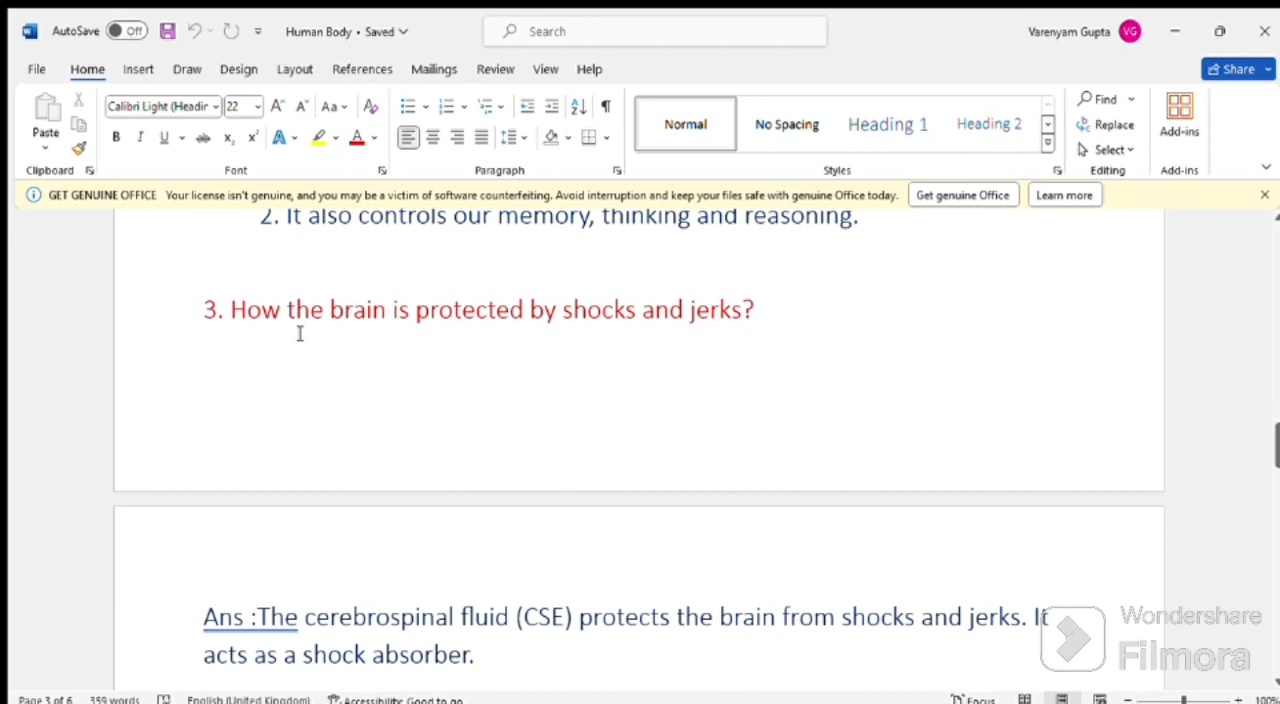 AutoSave Off Human Body • Saved Search Varenyam Gupta VG
File Home Insert Draw Design Layout References Mailings Review View Help Share
Paste Calibri Light (Headir 22 Aa Normal No Spacing Heading 1 Heading 2 Find Replace Select Add-ins
Clipboard Font Paragraph Styles Editing Add-ins
GET GENUINE OFFICE Your license isn't genuine, and you may be a victim of software counterfeiting. Avoid interruption and keep your files safe with genuine Office today. Get genuine Office Learn more
2. It also controls our memory, thinking and reasoning.
3. How the brain is protected by shocks and jerks?
Ans :The cerebrospinal fluid (CSE) protects the brain from shocks and jerks. It
acts as a shock absorber.
Wondershare
Filmora
Page 3 of 6 359 words English (United Kingdom) Accessibility: Good to go Focus 100%